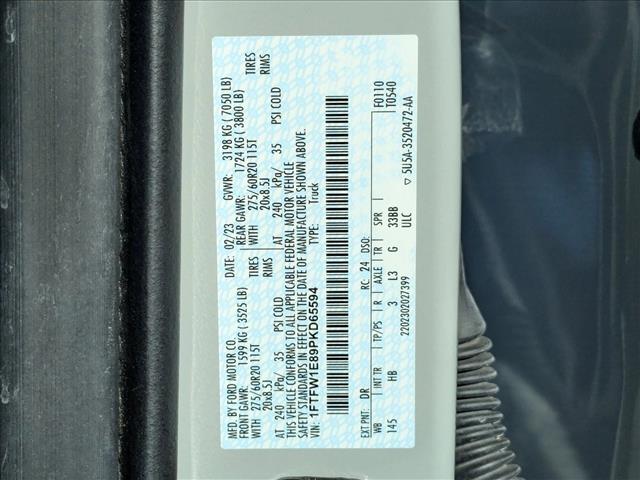 MFD. BY FORD MOTOR CO.
DATE: 02/23 GVWR: 3198 KG ( 7050 LB)
FRONT GAWR: 1599 KG ( 3525 LB) REAR GAWR: 1724 KG ( 3800 LB)
WITH 275/60R20 115T TIRES WITH 275/60R20 115T TIRES
20x8.5J RIMS 20x8.5J RIMS
AT 240 kPa/ 35 PSI COLD AT 240 kPa/ 35 PSI COLD
THIS VEHICLE CONFORMS TO ALL APPLICABLE FEDERAL MOTOR VEHICLE
SAFETY STANDARDS IN EFFECT ON THE DATE OF MANUFACTURE SHOWN ABOVE.
VIN: 1FTFW1E89PKD65594 TYPE: Truck
EXT PNT: DR RC: 24 DSO: F0110
WB INT TR TP/PS R AXLE TR SPR T0540
145 HB 3 L3 G 33BB
ULC
2202302027399 ▽ 5U5A-3520472-AA